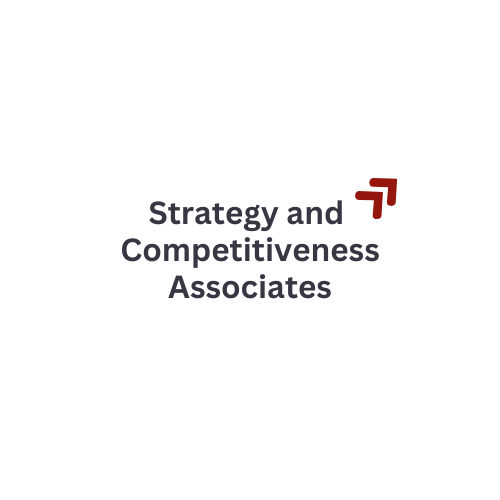 Strategy and
Competitiveness
Associates